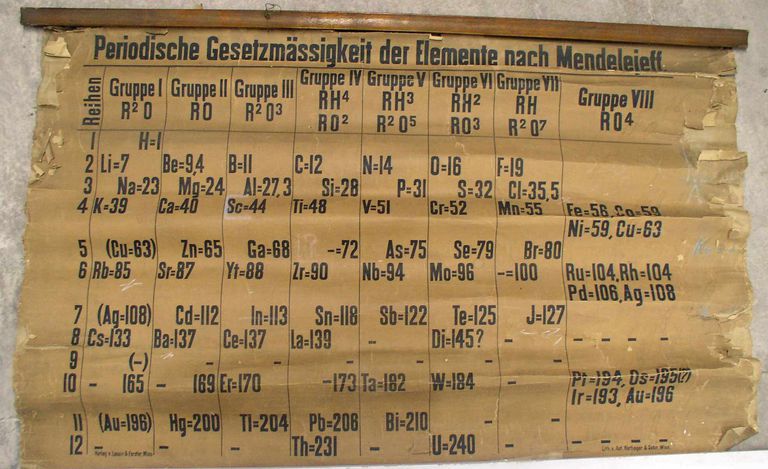 Periodische Gesetzmässigkeit der Elemente nach Mendelejeff.
Reihen Gruppe I Gruppe II Gruppe III Gruppe IV Gruppe V Gruppe VI Gruppe VII Gruppe VIII
RH⁴ RH³ RH² RH
R²O RO R²O³ RO² R²O⁵ RO³ R²O⁷ RO⁴
1 H=1
2 Li=7 Be=9,4 B=11 C=12 N=14 O=16 F=19
3 Na=23 Mg=24 Al=27,3 Si=28 P=31 S=32 Cl=35,5
4 K=39 Ca=40 Sc=44 Ti=48 V=51 Cr=52 Mn=55 Fe=56, Co=59
Ni=59, Cu=63
5 (Cu=63) Zn=65 Ga=68 -=72 As=75 Se=79 Br=80
6 Rb=85 Sr=87 Yt=88 Zr=90 Nb=94 Mo=96 -=100 Ru=104, Rh=104
Pd=106, Ag=108
7 (Ag=108) Cd=112 In=113 Sn=118 Sb=122 Te=125 J=127
8 Cs=133 Ba=137 Ce=137 La=139 - Di=145? - - - - -
9 (-) - - - - - -
10 - 165 - 169 Er=170 -173 Ta=182 W=184 - Pt=194, Os=195(?)
Ir=193, Au=196
11 (Au=196) Hg=200 Tl=204 Pb=206 Bi=210 - -
12 - - - Th=231 - U=240 - - - - -